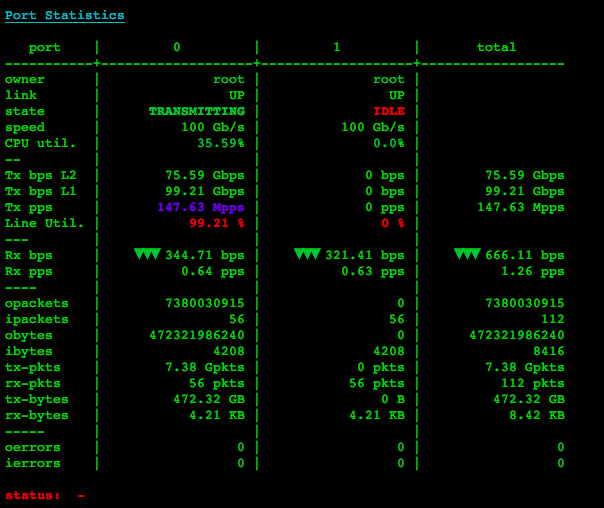 Port Statistics
port | 0 | 1 | total
-----------+-------------------+-------------------+------------------
owner | root | root |
link | UP | UP |
state | TRANSMITTING | IDLE |
speed | 100 Gb/s | 100 Gb/s |
CPU util. | 35.59% | 0.0% |
-- | | |
Tx bps L2 | 75.59 Gbps | 0 bps | 75.59 Gbps
Tx bps L1 | 99.21 Gbps | 0 bps | 99.21 Gbps
Tx pps | 147.63 Mpps | 0 pps | 147.63 Mpps
Line Util. | 99.21 % | 0 % |
--- | | |
Rx bps | ▼▼▼ 344.71 bps | ▼▼▼ 321.41 bps | ▼▼▼ 666.11 bps
Rx pps | 0.64 pps | 0.63 pps | 1.26 pps
---- | | |
opackets | 7380030915 | 0 | 7380030915
ipackets | 56 | 56 | 112
obytes | 472321986240 | 0 | 472321986240
ibytes | 4208 | 4208 | 8416
tx-pkts | 7.38 Gpkts | 0 pkts | 7.38 Gpkts
rx-pkts | 56 pkts | 56 pkts | 112 pkts
tx-bytes | 472.32 GB | 0 B | 472.32 GB
rx-bytes | 4.21 KB | 4.21 KB | 8.42 KB
----- | | |
oerrors | 0 | 0 | 0
ierrors | 0 | 0 | 0
status: -